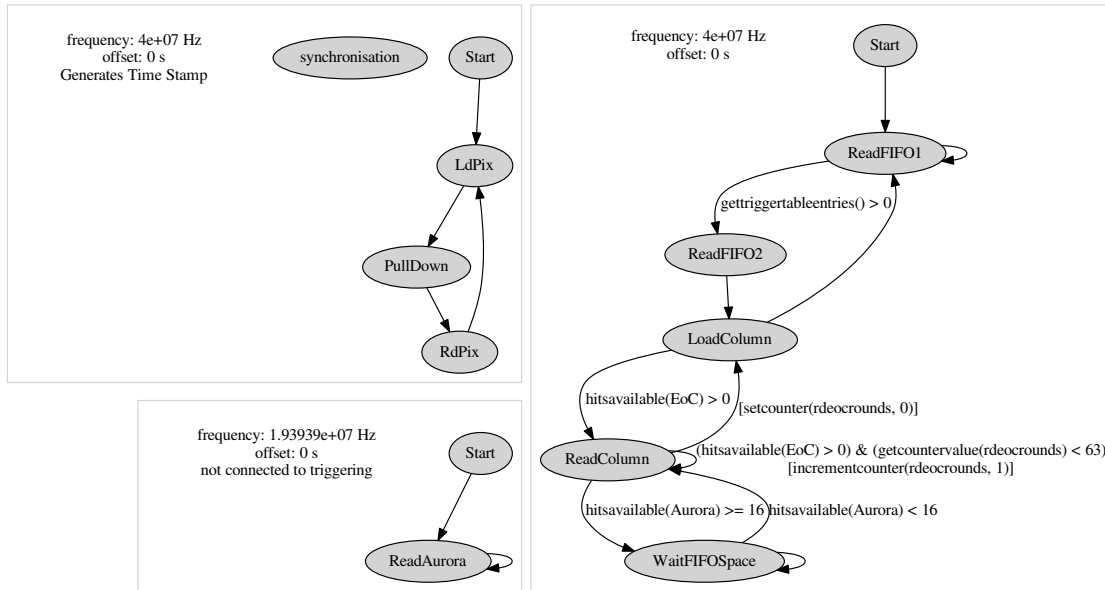 frequency: 4e+07 Hz
offset: 0 s
Generates Time Stamp
synchronisation
Start
LdPix
PullDown
RdPix
frequency: 1.93939e+07 Hz
offset: 0 s
not connected to triggering
Start
ReadAurora
frequency: 4e+07 Hz
offset: 0 s
Start
ReadFIFO1
gettriggertableentries() > 0
ReadFIFO2
LoadColumn
hitsavailable(EoC) > 0
[setcounter(rdeocrounds, 0)]
ReadColumn
(hitsavailable(EoC) > 0) & (getcountervalue(rdeocrounds) < 63)
[incrementcounter(rdeocrounds, 1)]
hitsavailable(Aurora) >= 16
hitsavailable(Aurora) < 16
WaitFIFOSpace